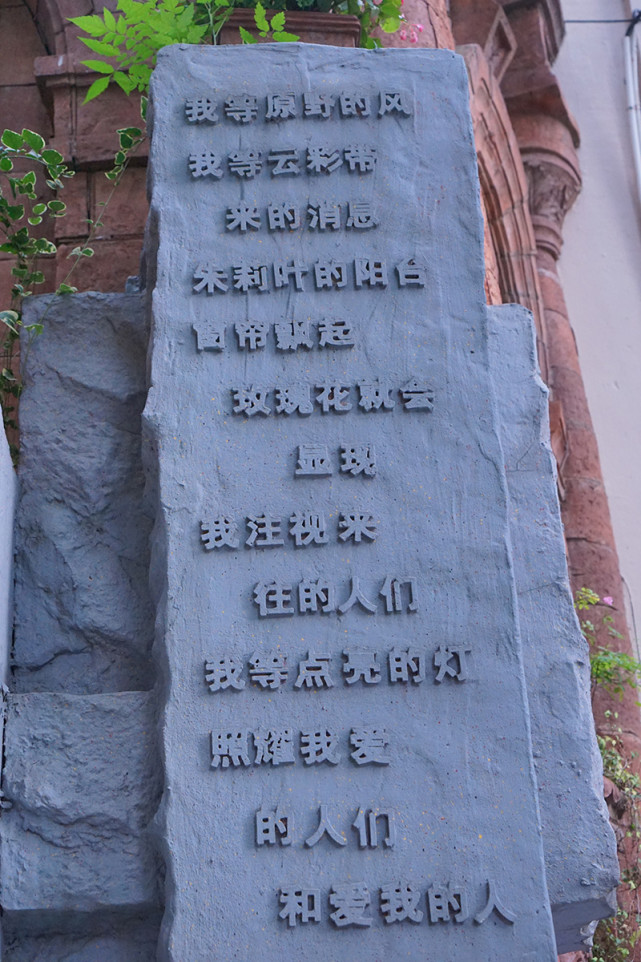 我等原野的风
我等云彩带
来的消息
朱莉叶的阳台
窗帘飘起
玫瑰花就会
显现
我注视来
往的人们
我等点亮的灯
照耀我爱
的人们
和爱我的人